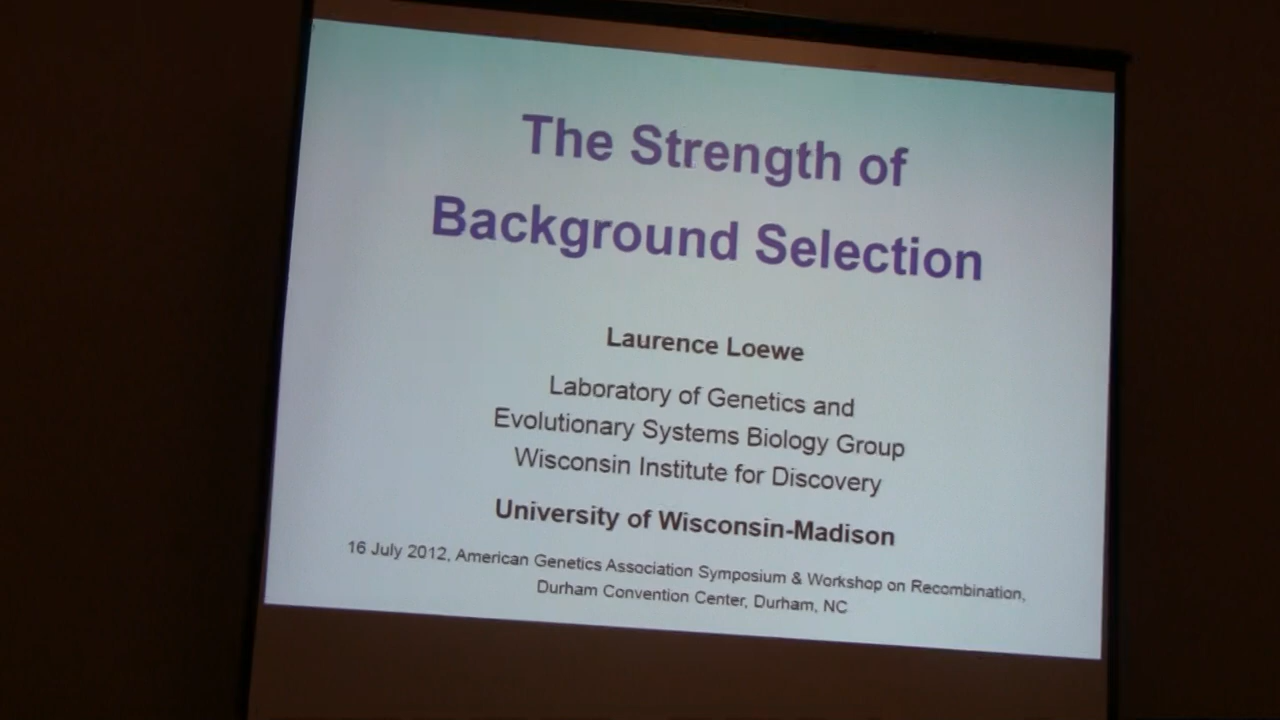 The Strength of
Background Selection
Laurence Loewe
Laboratory of Genetics and
Evolutionary Systems Biology Group
Wisconsin Institute for Discovery
University of Wisconsin-Madison
16 July 2012, American Genetics Association Symposium & Workshop on Recombination,
Durham Convention Center, Durham, NC